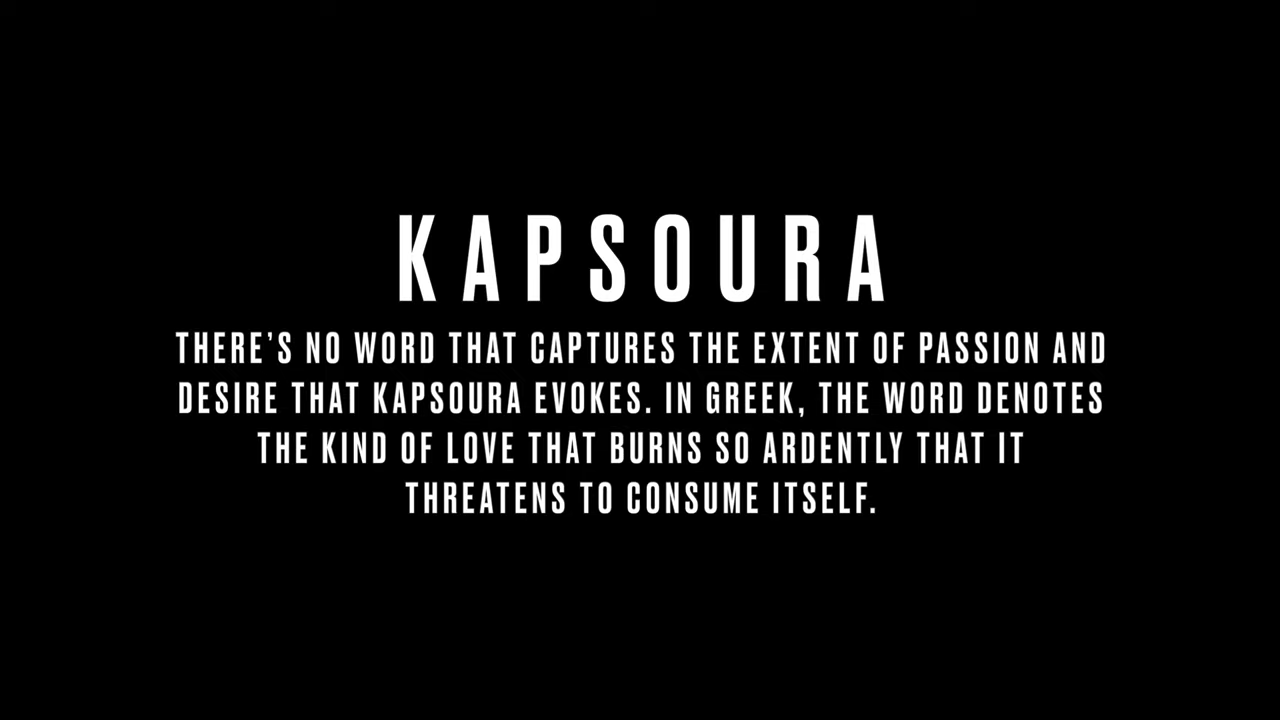 KAPSOURA
THERE'S NO WORD THAT CAPTURES THE EXTENT OF PASSION AND
DESIRE THAT KAPSOURA EVOKES. IN GREEK, THE WORD DENOTES
THE KIND OF LOVE THAT BURNS SO ARDENTLY THAT IT
THREATENS TO CONSUME ITSELF.